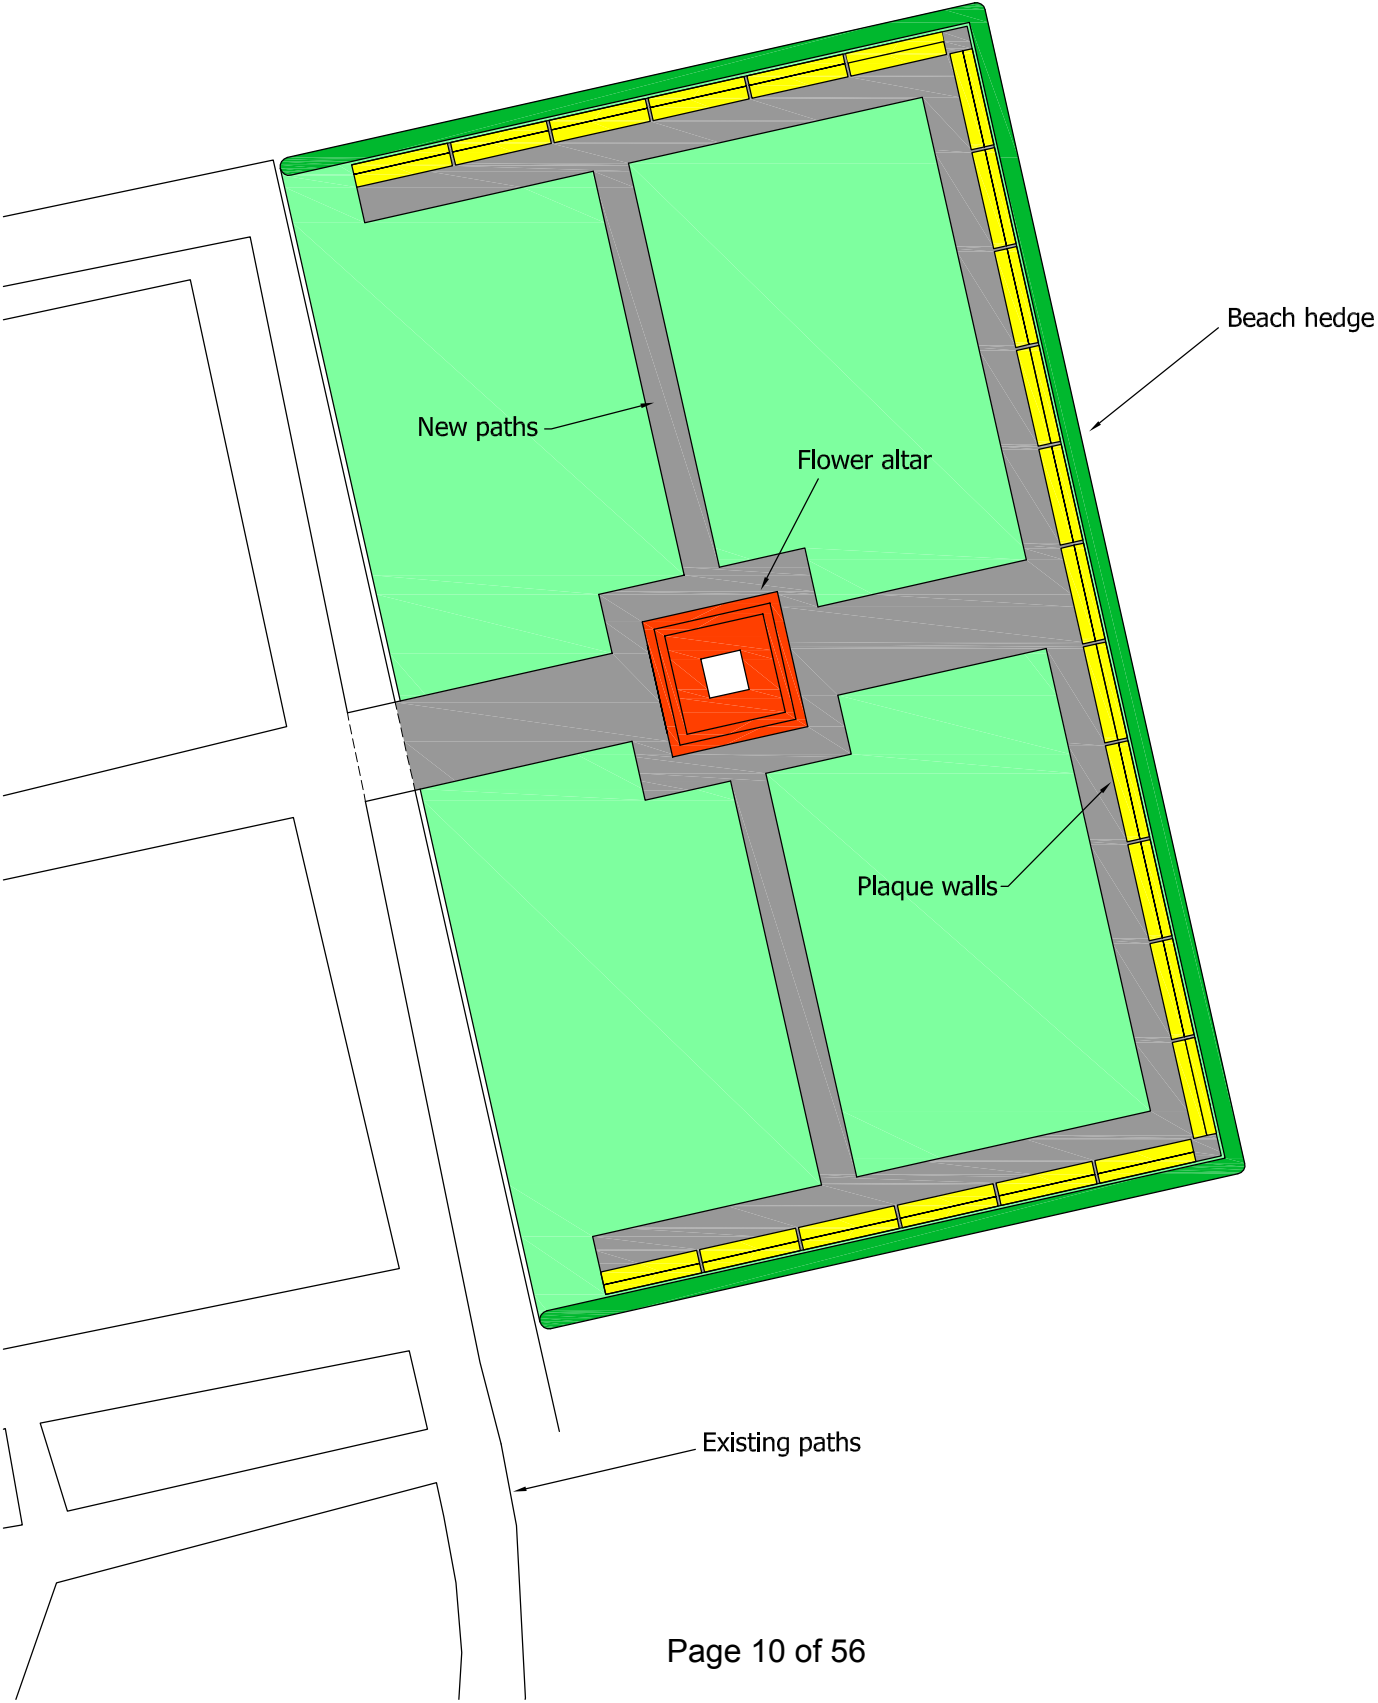 Beach hedge
New paths
Flower altar
Plaque walls
Existing paths
Page 10 of 56